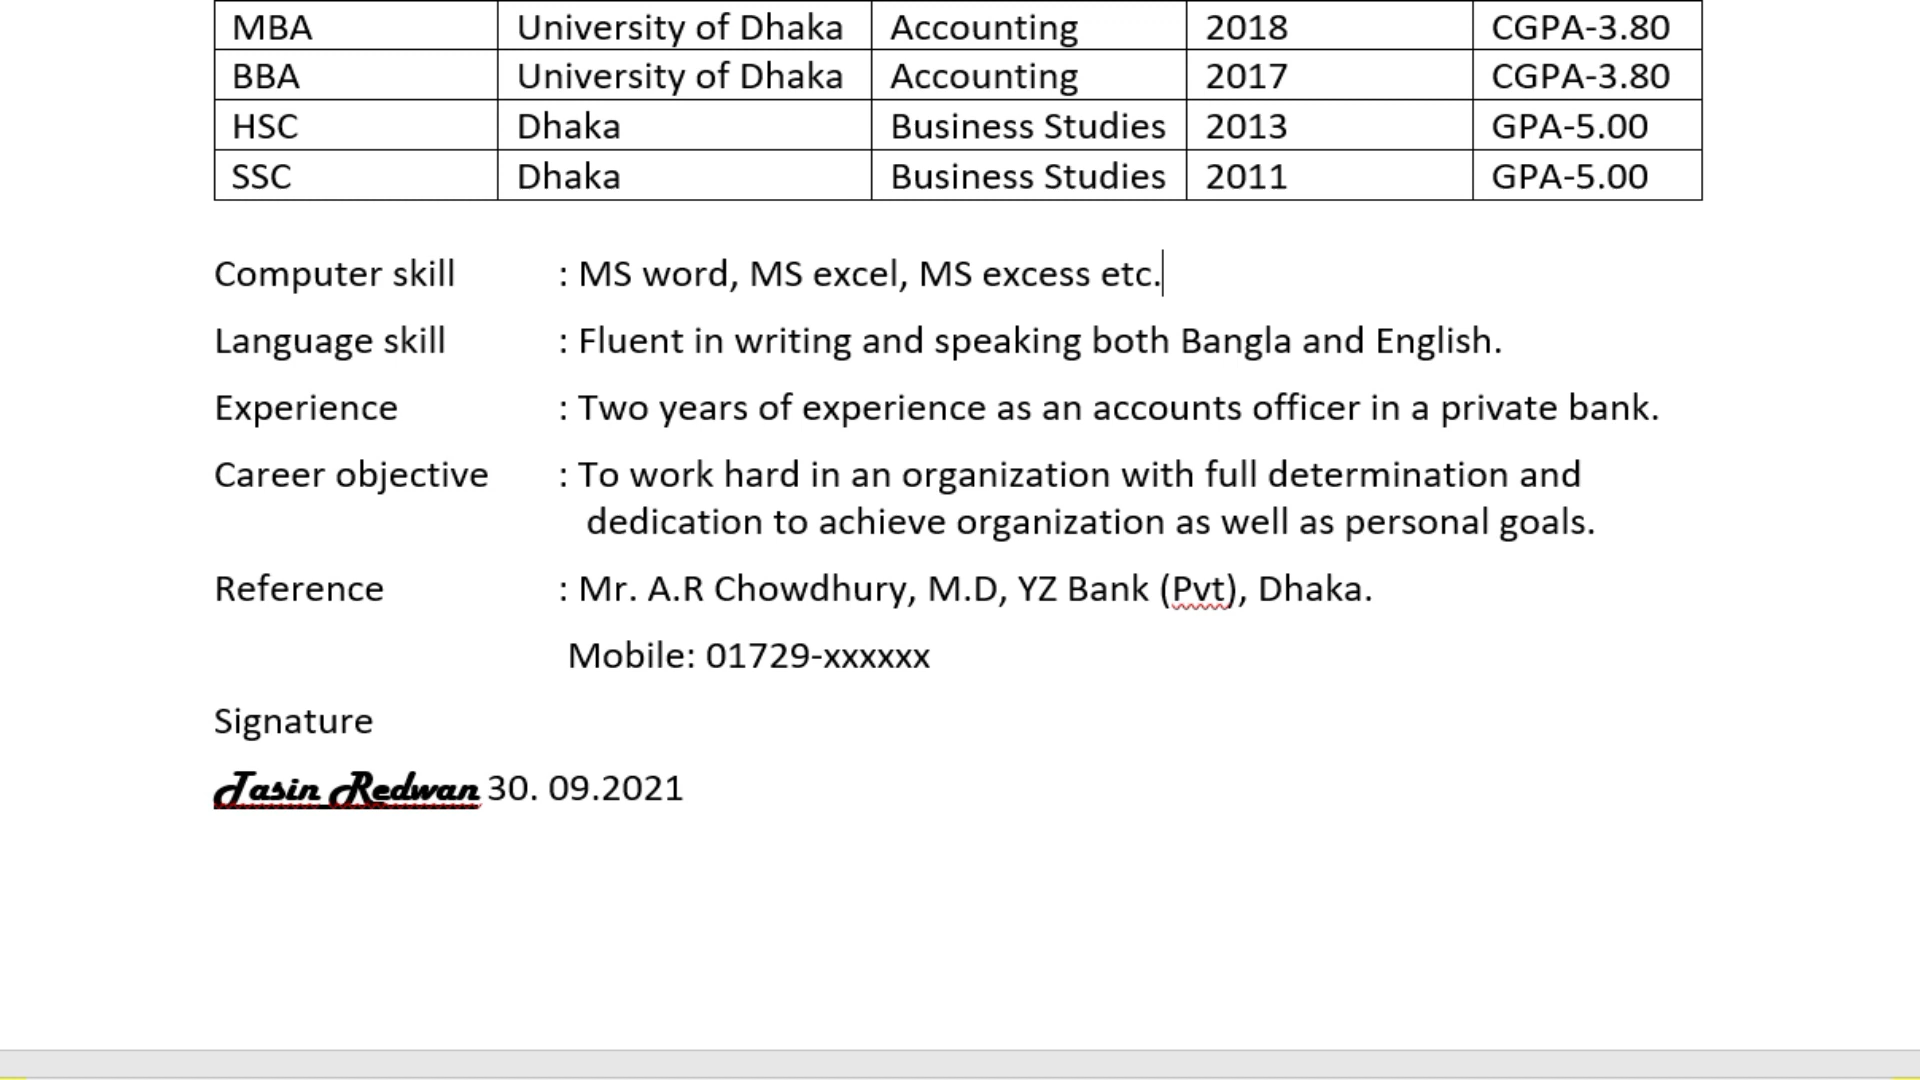 MBA University of Dhaka Accounting 2018 CGPA-3.80
BBA University of Dhaka Accounting 2017 CGPA-3.80
HSC Dhaka Business Studies 2013 GPA-5.00
SSC Dhaka Business Studies 2011 GPA-5.00
Computer skill : MS word, MS excel, MS excess etc.
Language skill : Fluent in writing and speaking both Bangla and English.
Experience : Two years of experience as an accounts officer in a private bank.
Career objective : To work hard in an organization with full determination and
dedication to achieve organization as well as personal goals.
Reference : Mr. A.R Chowdhury, M.D, YZ Bank (Pvt), Dhaka.
Mobile: 01729-xxxxxx
Signature
Tasin Redwan 30. 09.2021